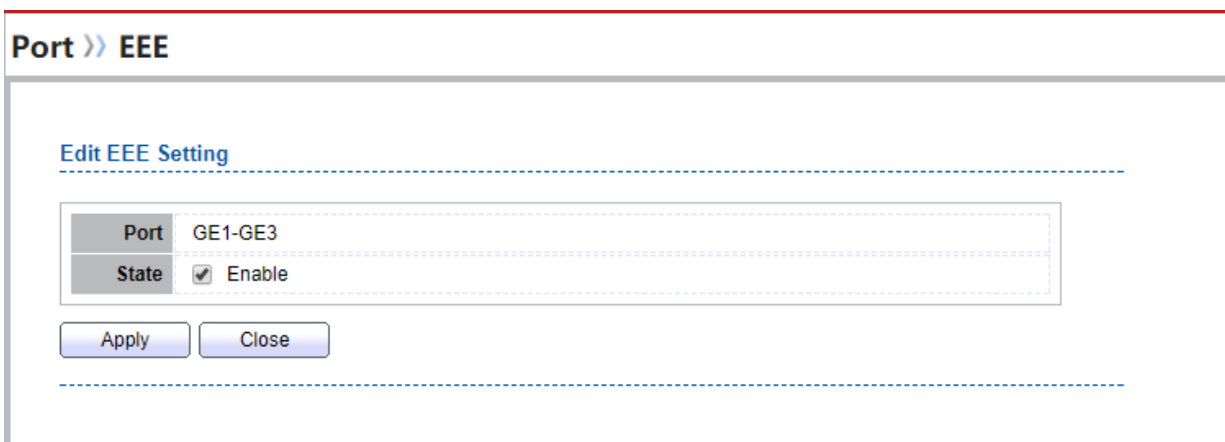 Port » EEE
Edit EEE Setting
Port GE1-GE3
State Enable
Apply Close